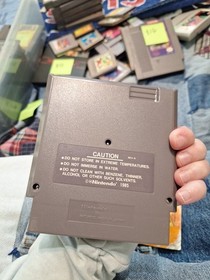 CAUTION
•DO NOT STORE IN EXTREME TEMPERATURES.
•DO NOT IMMERSE IN WATER.
•DO NOT CLEAN WITH BENZENE, THINNER,
ALCOHOL OR OTHER SUCH SOLVENTS.
©Nintendo 1985